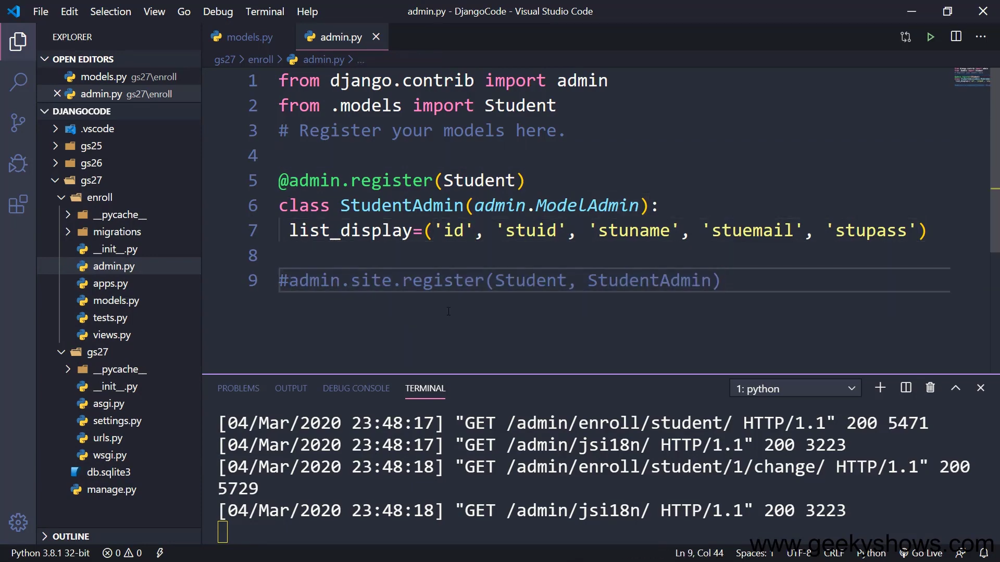 File Edit Selection View Go Debug Terminal Help
admin.py - DjangoCode - Visual Studio Code
EXPLORER
OPEN EDITORS
models.py gs27\enroll
admin.py gs27\enroll
DJANGOCODE
.vscode
gs25
gs26
gs27
enroll
__pycache__
migrations
__init__.py
admin.py
apps.py
models.py
tests.py
views.py
gs27
__pycache__
__init__.py
asgi.py
settings.py
urls.py
wsgi.py
db.sqlite3
manage.py
OUTLINE
models.py
admin.py
gs27 > enroll > admin.py > ...
1 from django.contrib import admin
2 from .models import Student
3 # Register your models here.
4
5 @admin.register(Student)
6 class StudentAdmin(admin.ModelAdmin):
7 list_display=('id', 'stuid', 'stuname', 'stuemail', 'stupass')
8
9 #admin.site.register(Student, StudentAdmin)
PROBLEMS OUTPUT DEBUG CONSOLE TERMINAL
1: python
[04/Mar/2020 23:48:17] "GET /admin/enroll/student/ HTTP/1.1" 200 5471
[04/Mar/2020 23:48:17] "GET /admin/jsi18n/ HTTP/1.1" 200 3223
[04/Mar/2020 23:48:18] "GET /admin/enroll/student/1/change/ HTTP/1.1" 200
5729
[04/Mar/2020 23:48:18] "GET /admin/jsi18n/ HTTP/1.1" 200 3223
www.geekyshows.com
Python 3.8.1 32-bit 0 0 Ln 9, Col 44 Spaces: 1 UTF-8 CRLF Python Go Live